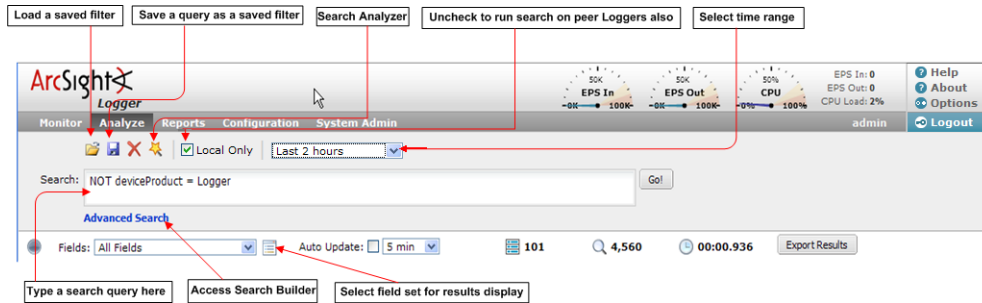 Load a saved filter
Save a query as a saved filter
Search Analyzer
Uncheck to run search on peer Loggers also
Select time range
ArcSight
Logger
50K
EPS In
0K
100K
50K
EPS Out
0K
100K
50%
CPU
0%
100%
EPS In: 0
EPS Out: 0
CPU Load: 2%
Help
About
Options
Monitor
Analyze
Reports
Configuration
System Admin
admin
Logout
Local Only
Last 2 hours
Search:
NOT deviceProduct = Logger
Go!
Advanced Search
Fields:
All Fields
Auto Update:
5 min
101
4,560
00:00.936
Export Results
Type a search query here
Access Search Builder
Select field set for results display